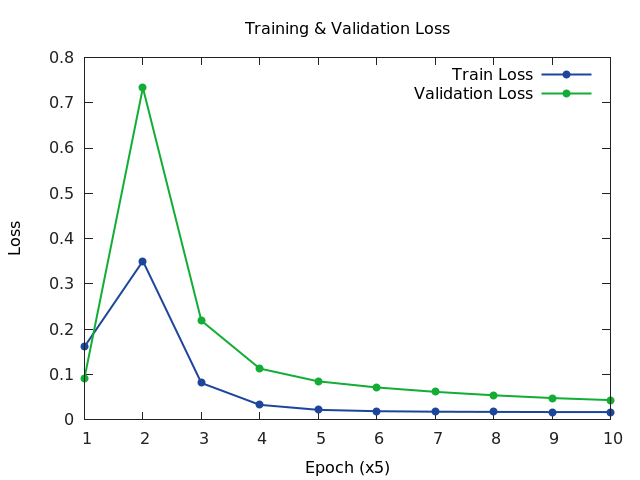 Training & Validation Loss
Train Loss
Validation Loss
0.8
0.7
0.6
0.5
0.4
0.3
0.2
0.1
0
Loss
1 2 3 4 5 6 7 8 9 10
Epoch (x5)